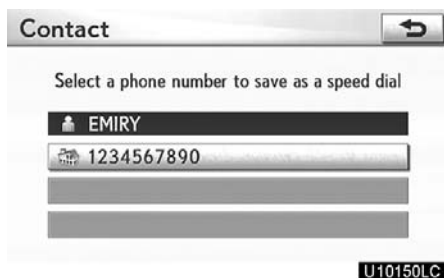 Contact
Select a phone number to save as a speed dial
EMIRY
1234567890
U10150LC